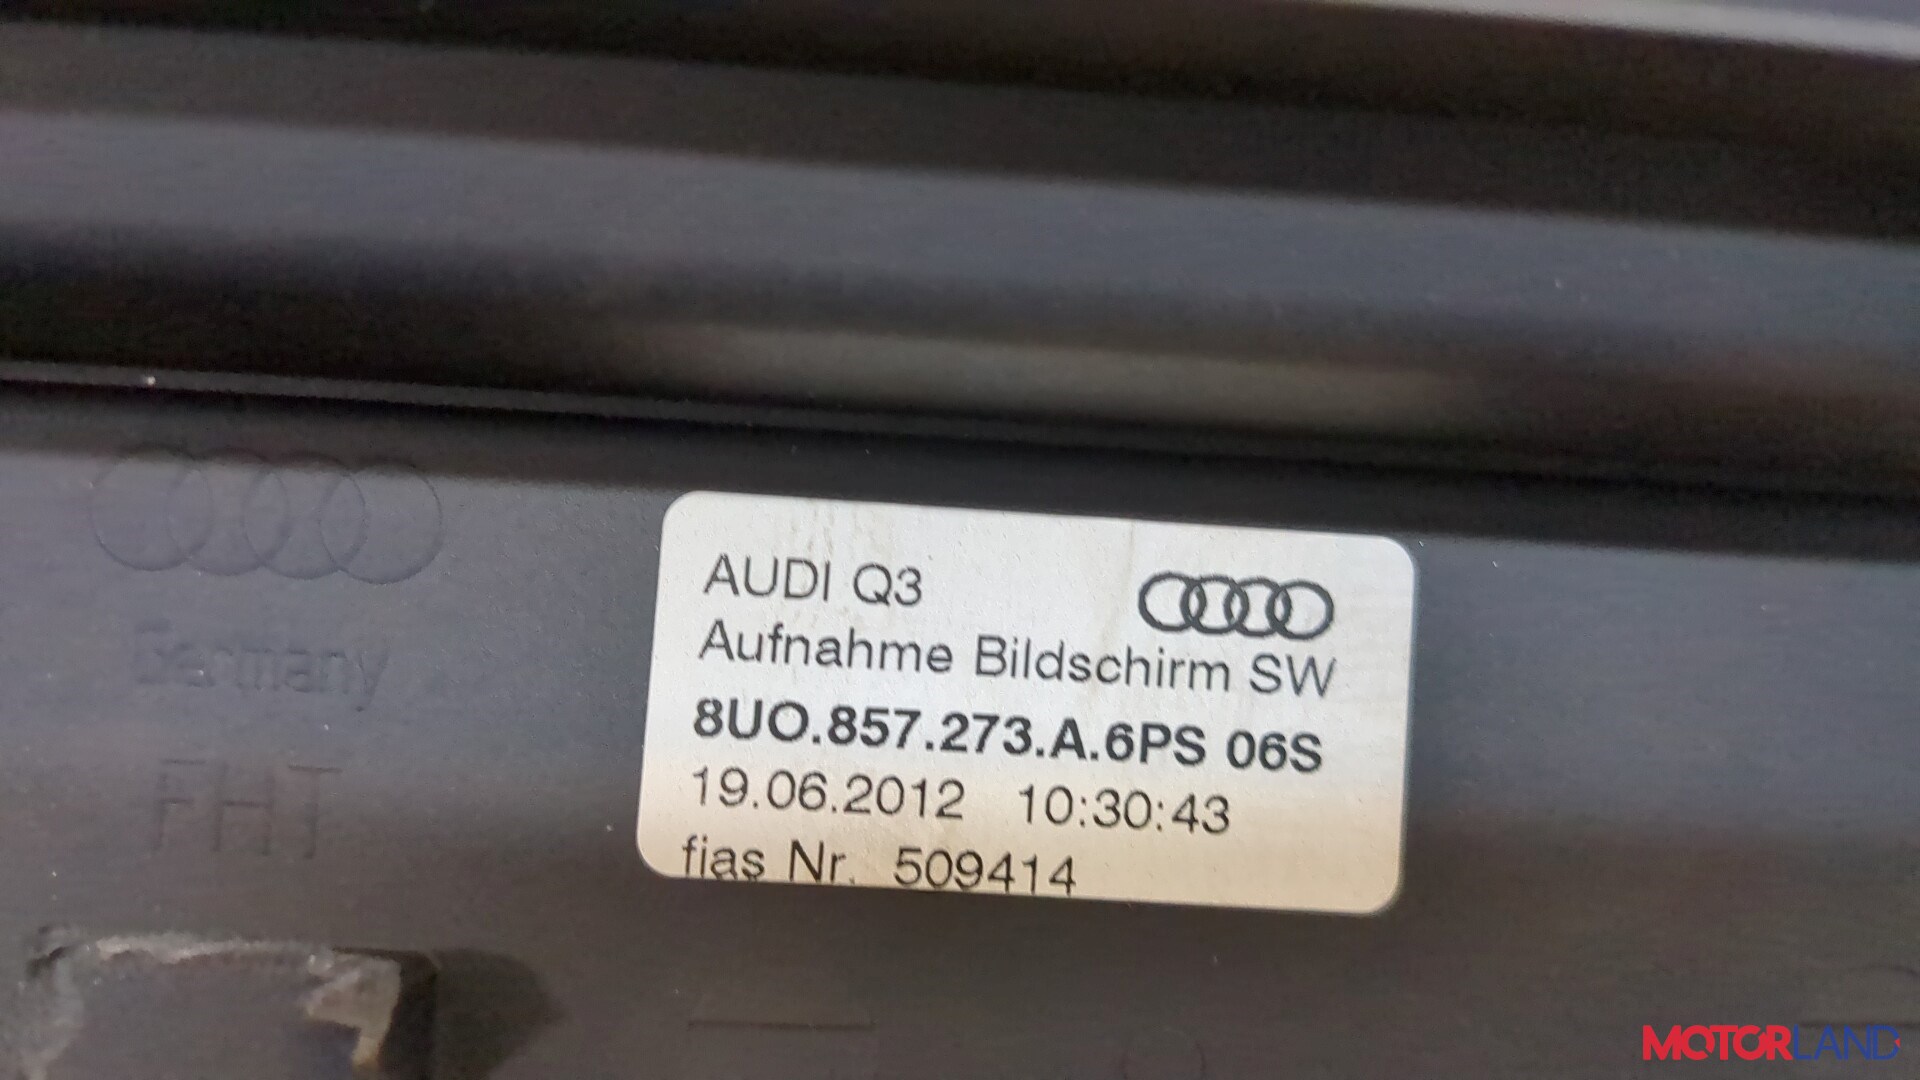 AUDI Q3
Aufnahme Bildschirm SW
8UO.857.273.A.6PS 06S
19.06.2012 10:30:43
fias Nr. 509414
Germany
FHT
MOTORLAND